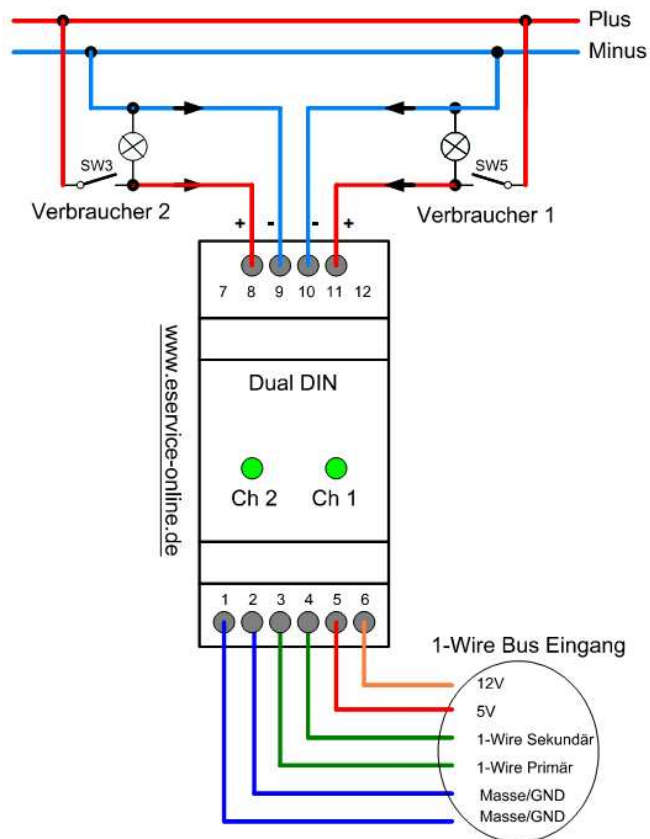 Plus
Minus
SW3
SW5
Verbraucher 2
Verbraucher 1
+ - - +
7 8 9 10 11 12
www.eservice-online.de
Dual DIN
Ch 2 Ch 1
1 2 3 4 5 6
1-Wire Bus Eingang
12V
5V
1-Wire Sekundär
1-Wire Primär
Masse/GND
Masse/GND